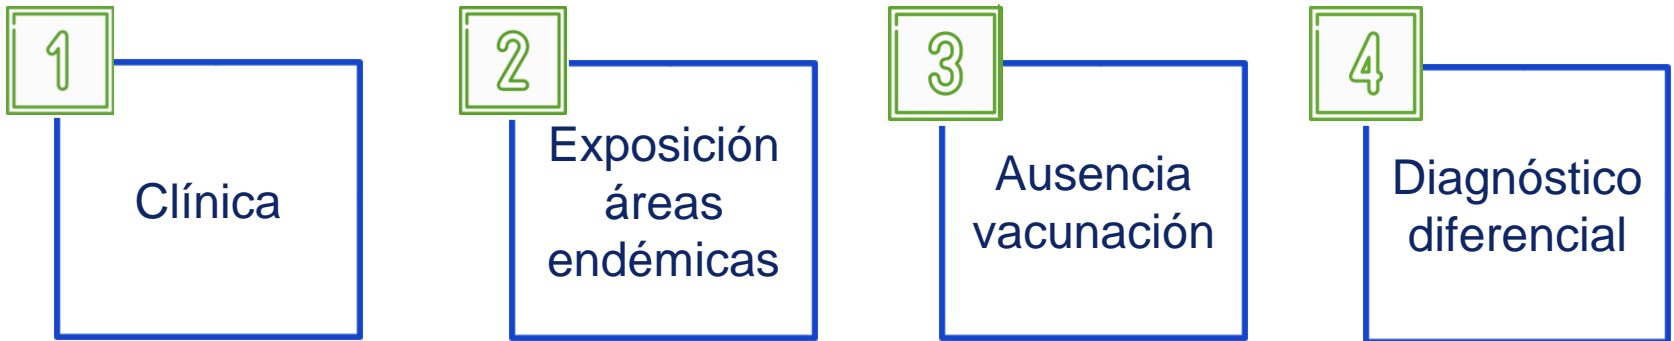 1
Clínica
2
Exposición
áreas
endémicas
3
Ausencia
vacunación
4
Diagnóstico
diferencial